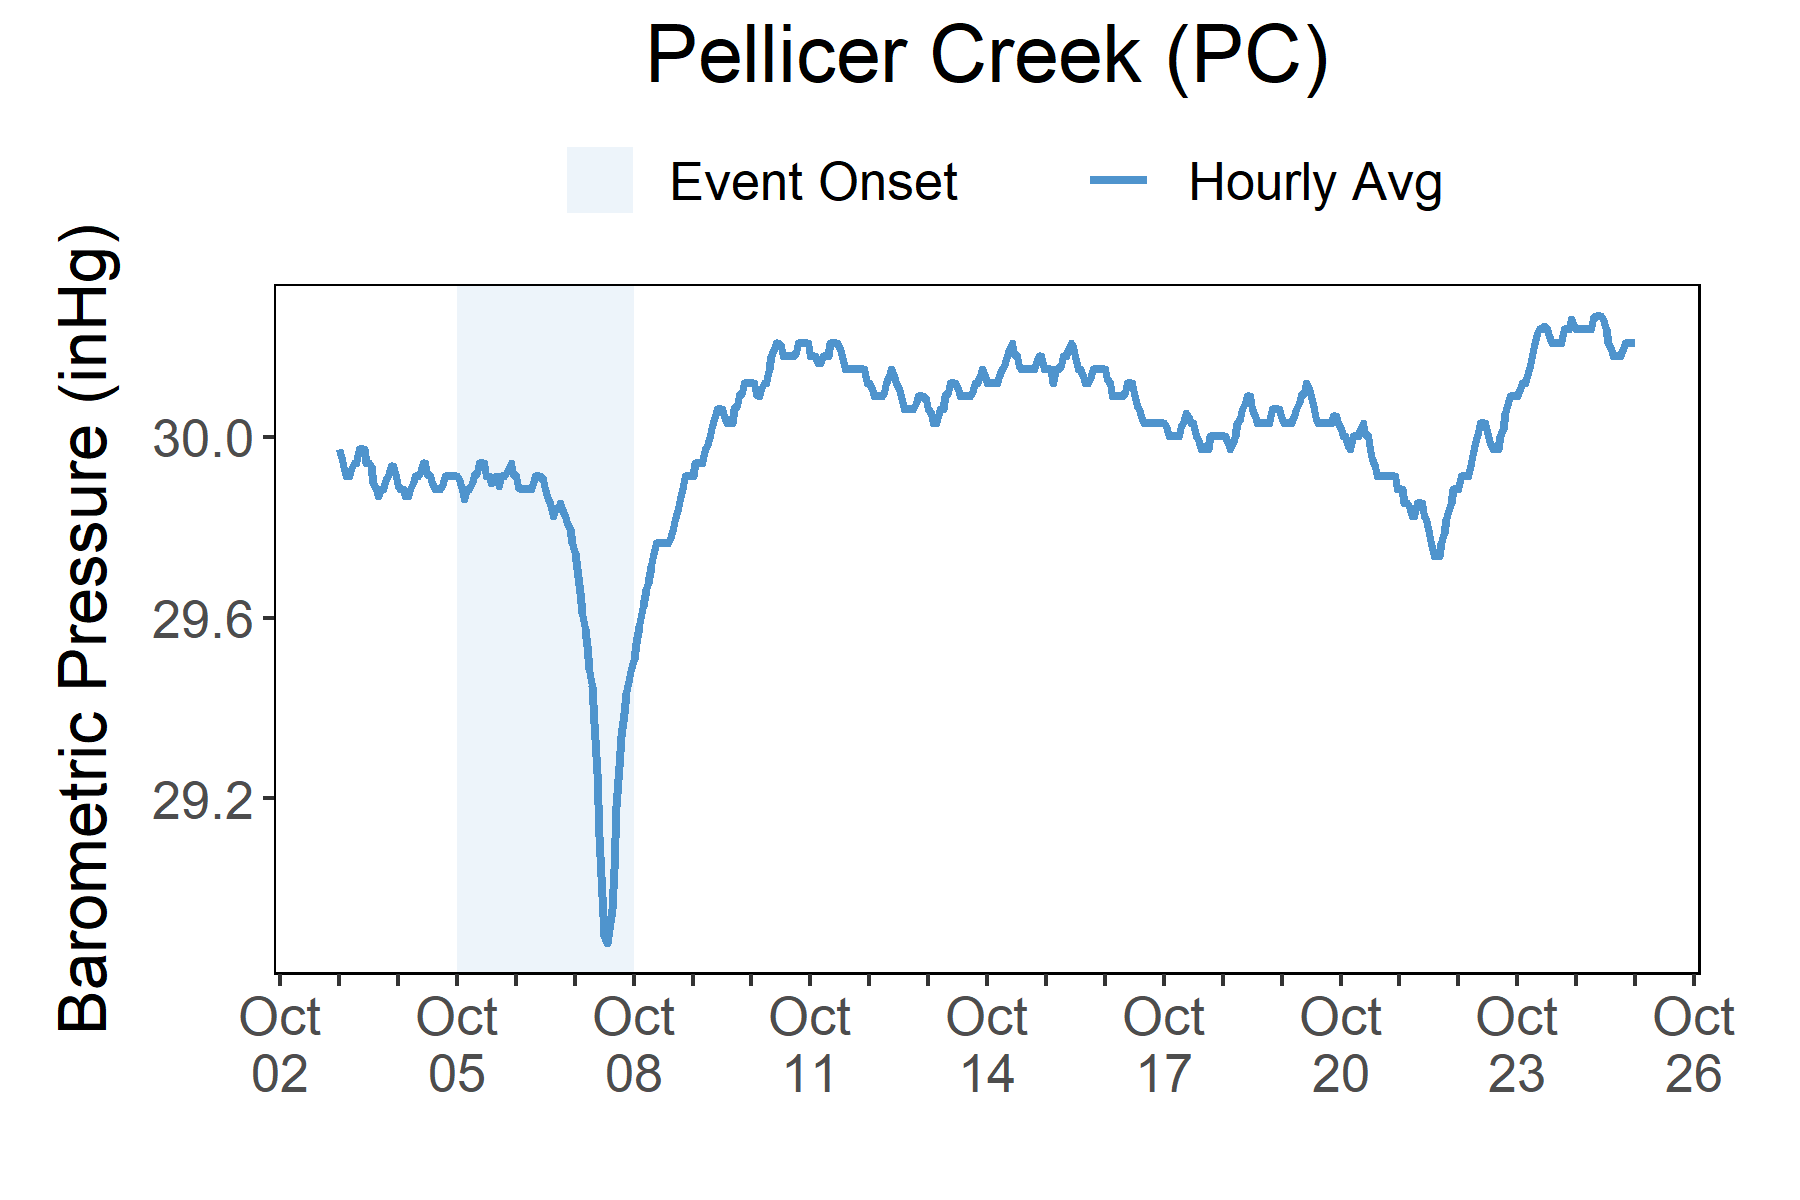 Pellicer Creek (PC)
Event Onset
Hourly Avg
Barometric Pressure (inHg)
30.0
29.6
29.2
Oct 02
Oct 05
Oct 08
Oct 11
Oct 14
Oct 17
Oct 20
Oct 23
Oct 26